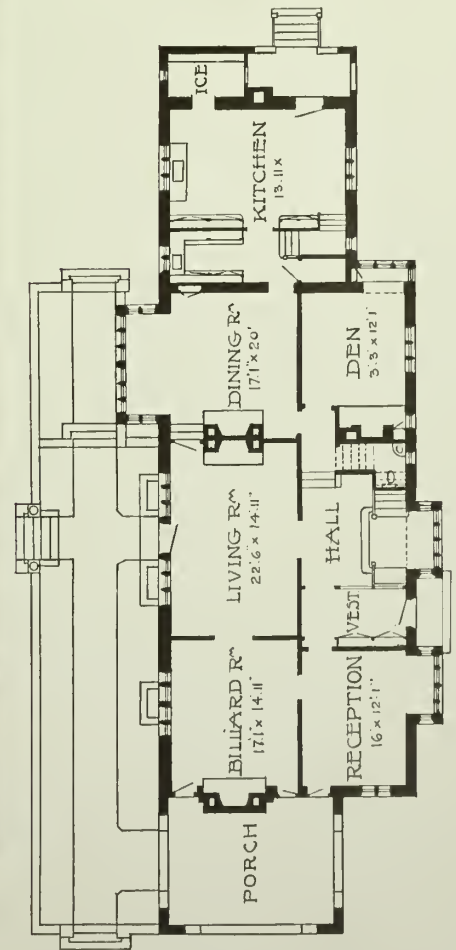 ICE
KITCHEN
13.11 x
DINING Rᵐ
17'.1" x 20'
DEN
3'.3" x 12'1"
LIVING Rᵐ
22'.6" x 14'.11"
HALL
VEST
BILLIARD Rᵐ
17'.1" x 14'.11"
RECEPTION
16' x 12'.1"
PORCH